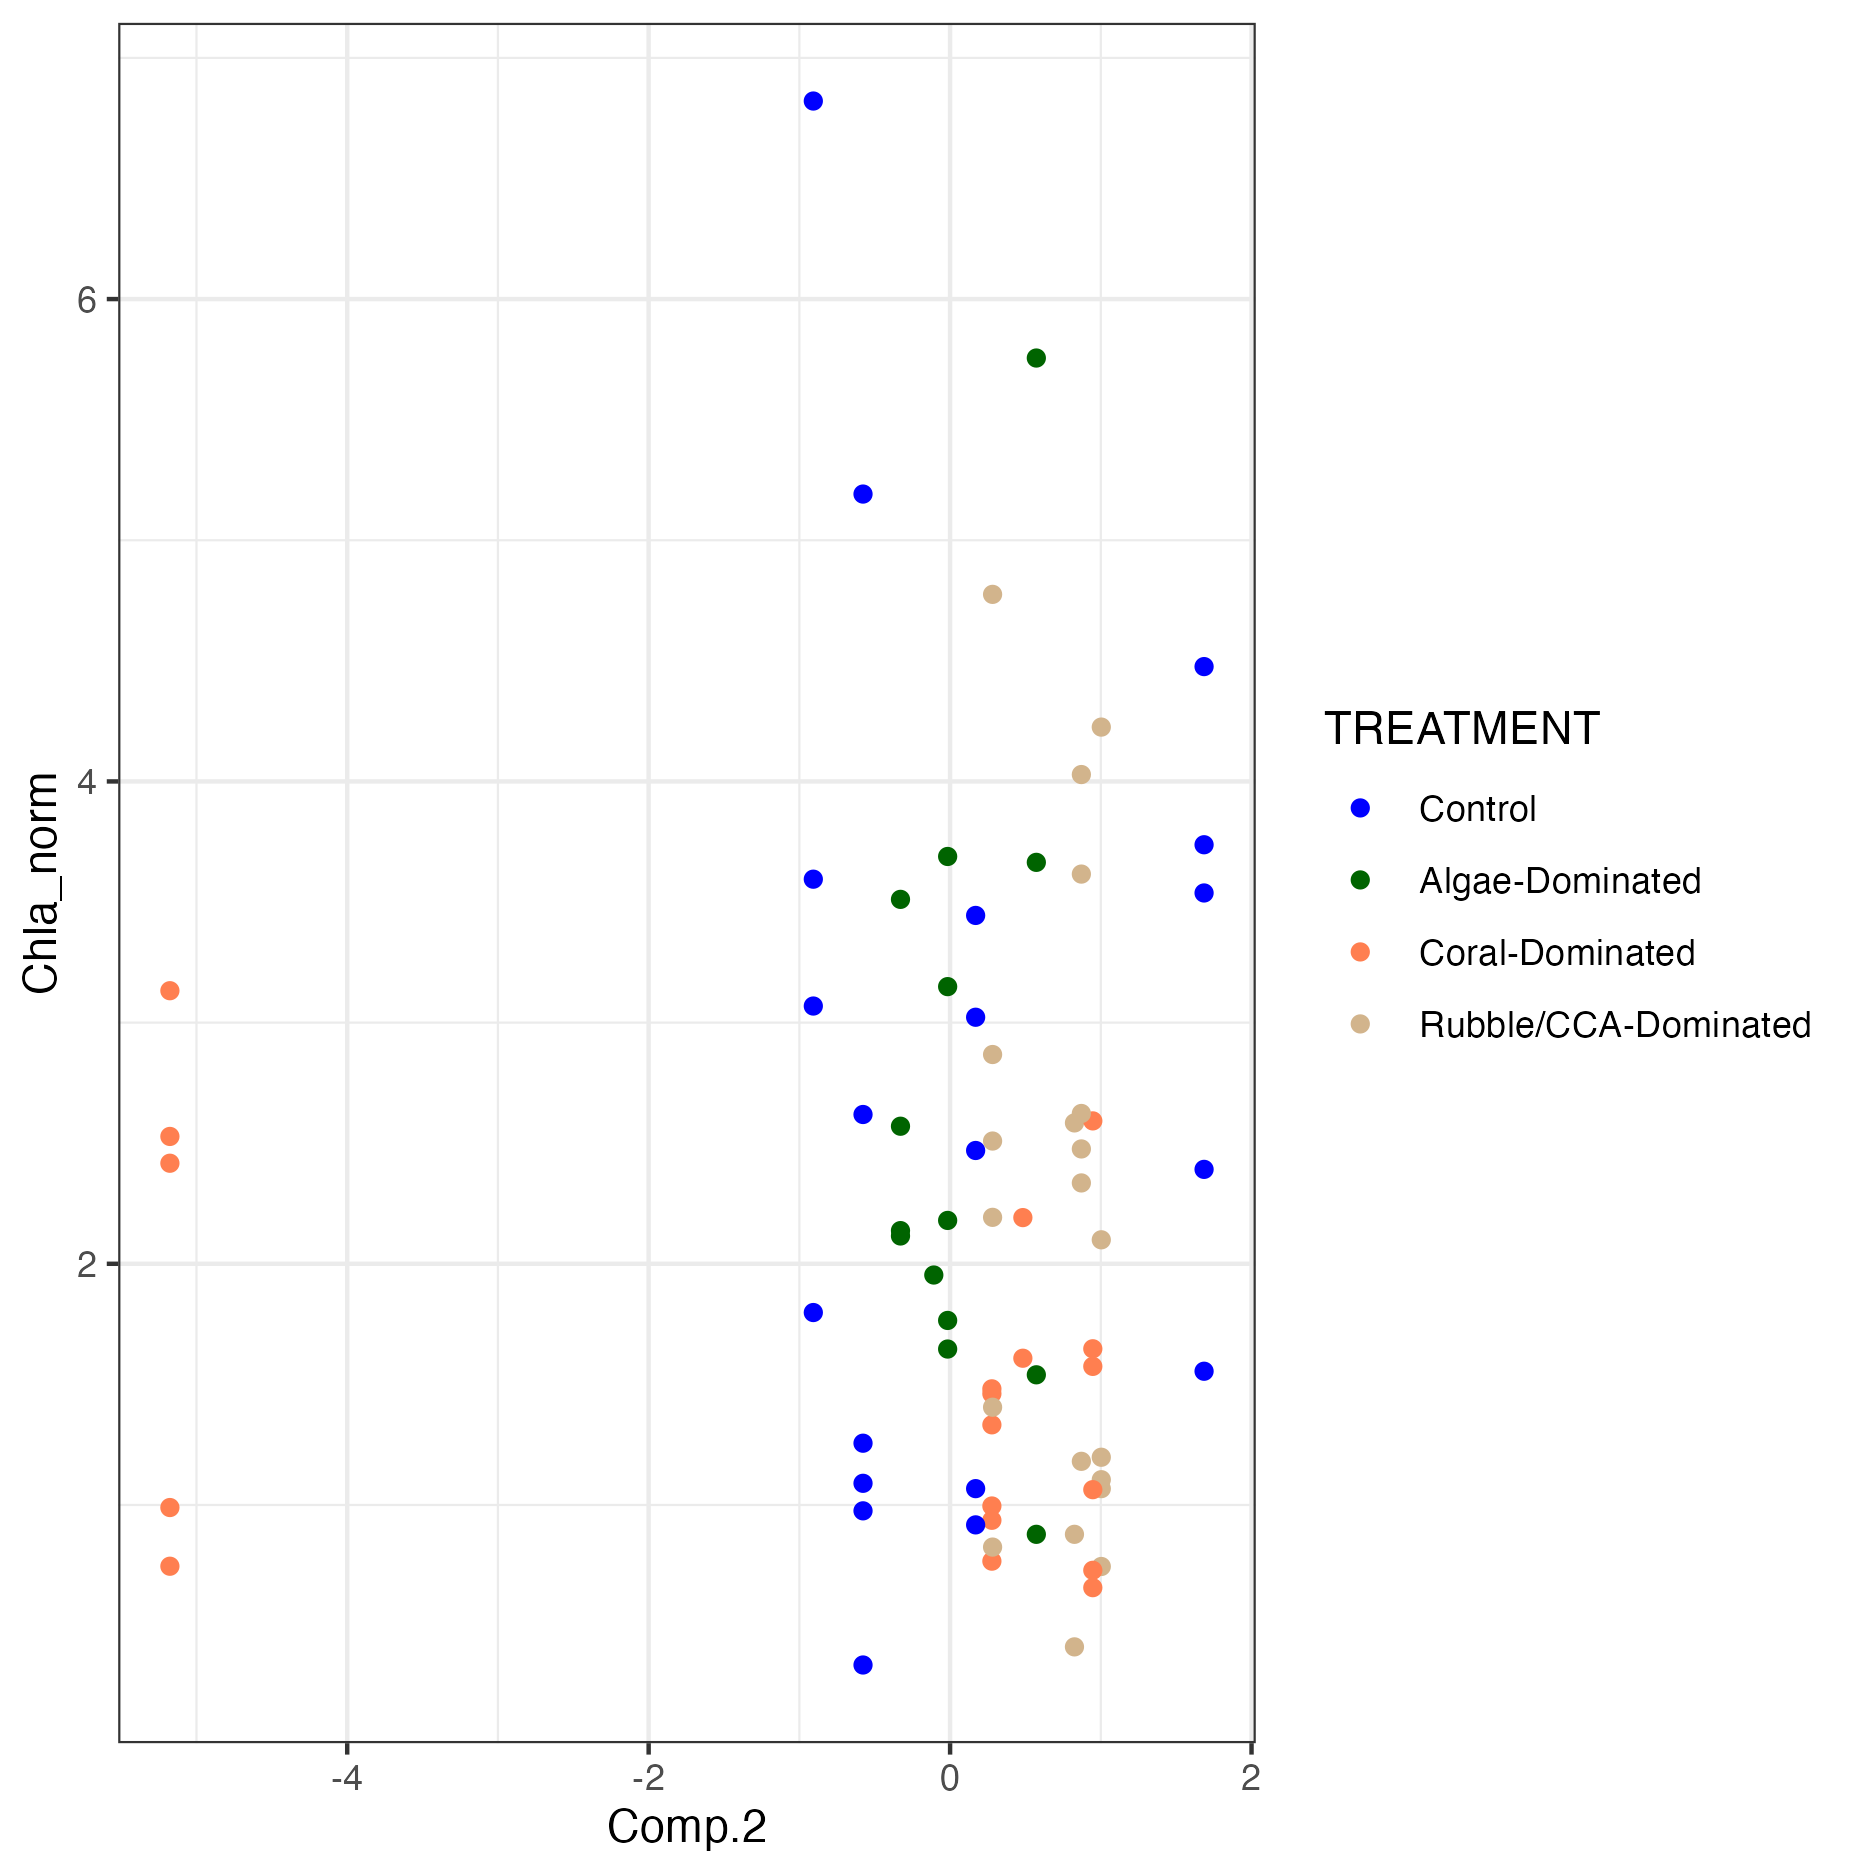 6
4
2
Chla_norm
-4
-2
0
2
Comp.2
TREATMENT
Control
Algae-Dominated
Coral-Dominated
Rubble/CCA-Dominated